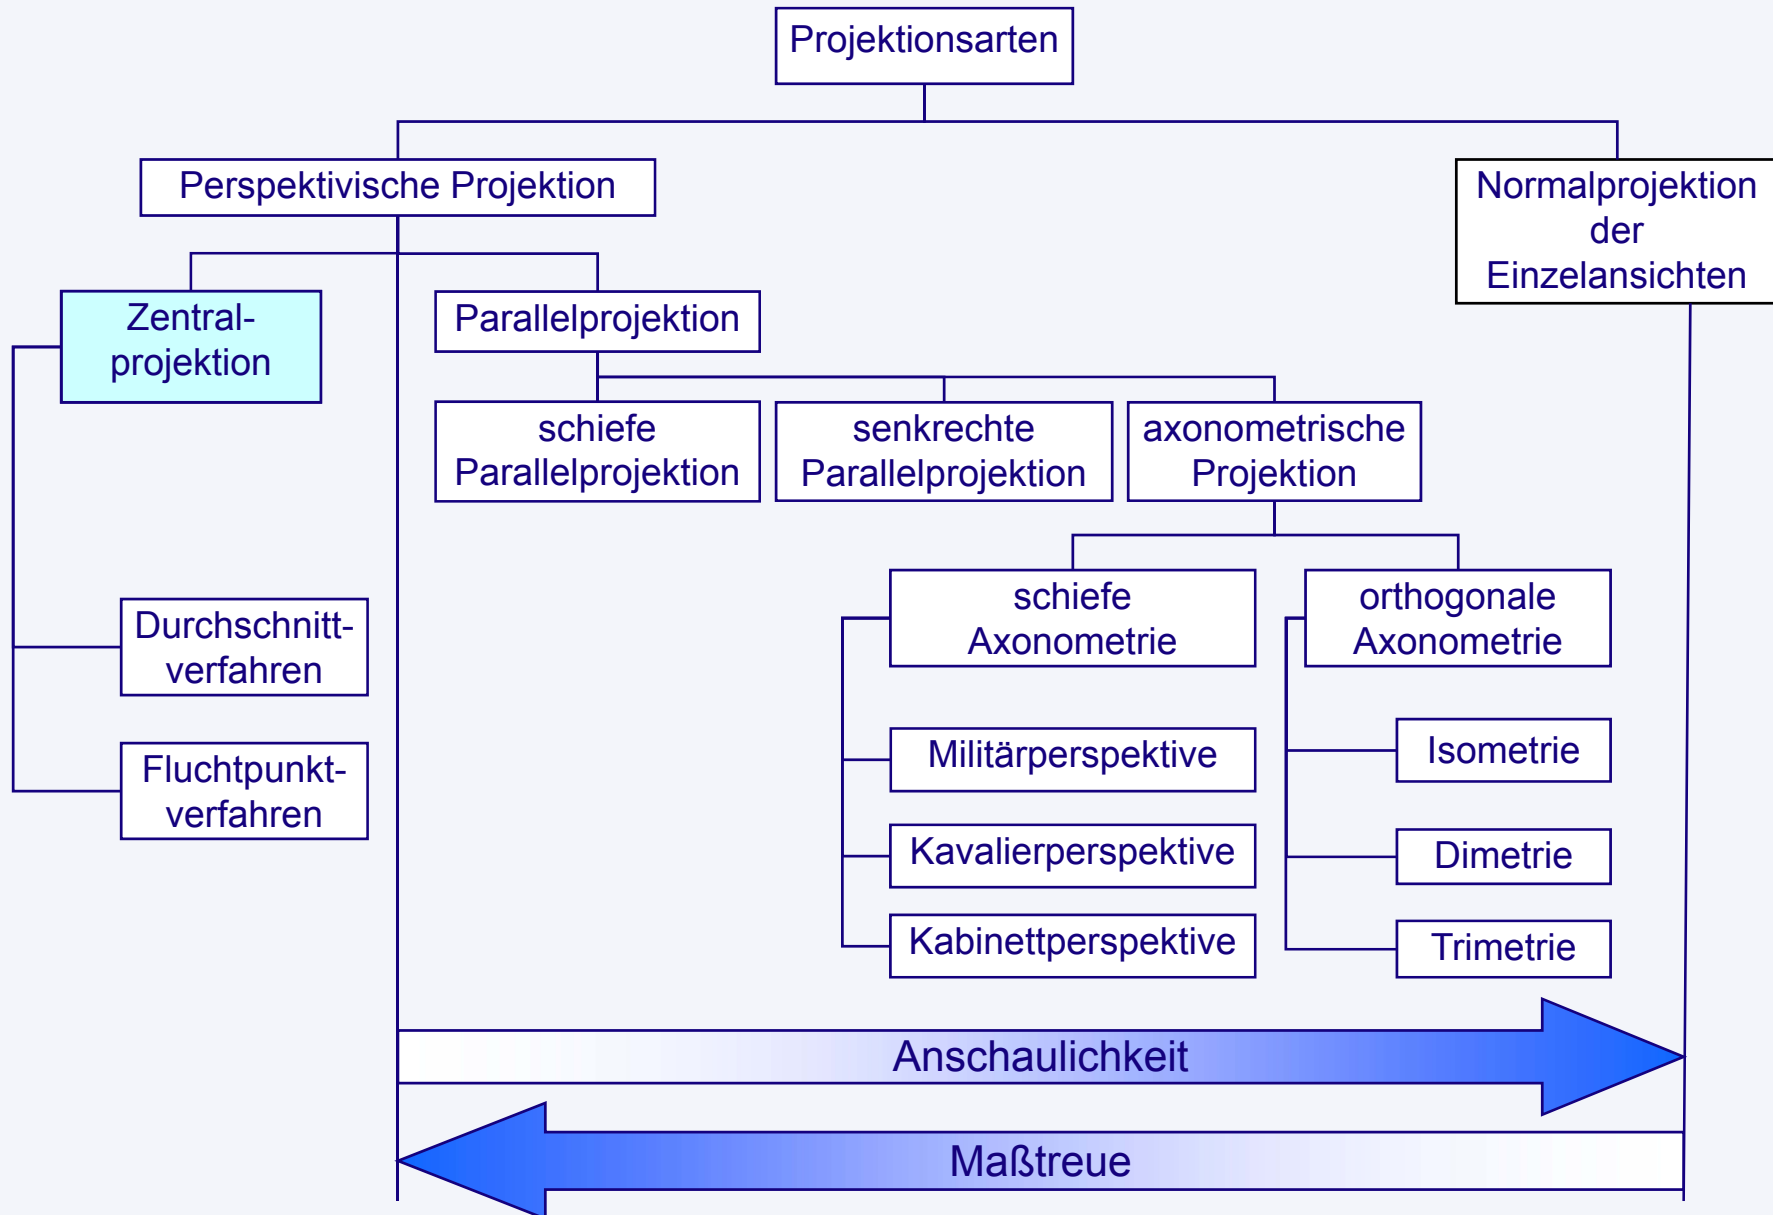 Projektionsarten
Perspektivische Projektion
Normalprojektion
der
Einzelansichten
Zentral-
projektion
Parallelprojektion
schiefe
Parallelprojektion
senkrechte
Parallelprojektion
axonometrische
Projektion
schiefe
Axonometrie
orthogonale
Axonometrie
Durchschnitt-
verfahren
Fluchtpunkt-
verfahren
Militärperspektive
Kavalierperspektive
Kabinettperspektive
Isometrie
Dimetrie
Trimetrie
Anschaulichkeit
Maßtreue